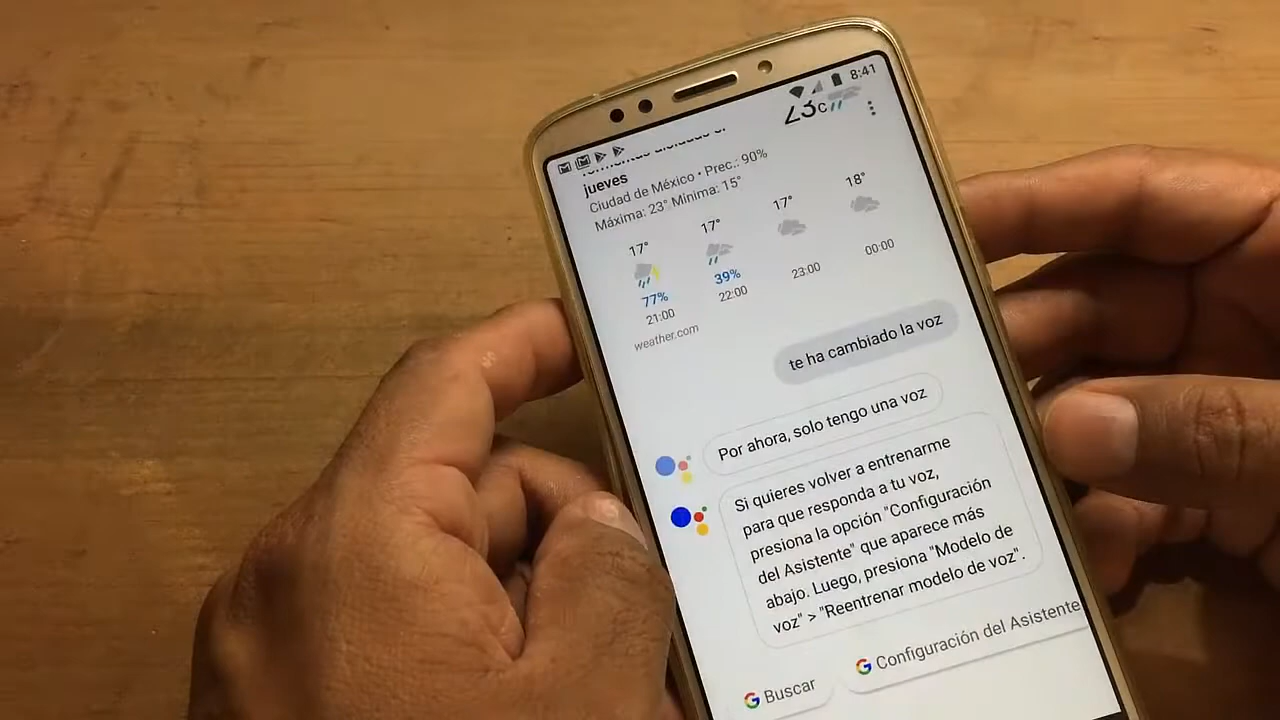 8:41
23°C
jueves
Ciudad de México • Prec.: 90%
Máxima: 23° Mínima: 15°
17° 17° 17° 18°
77% 39%
21:00 22:00 23:00 00:00
weather.com
te ha cambiado la voz
Por ahora, solo tengo una voz
Si quieres volver a entrenarme
para que responda a tu voz,
presiona la opción "Configuración
del Asistente" que aparece más
abajo. Luego, presiona "Modelo de
voz" > "Reentrenar modelo de voz".
Buscar
Configuración del Asistente